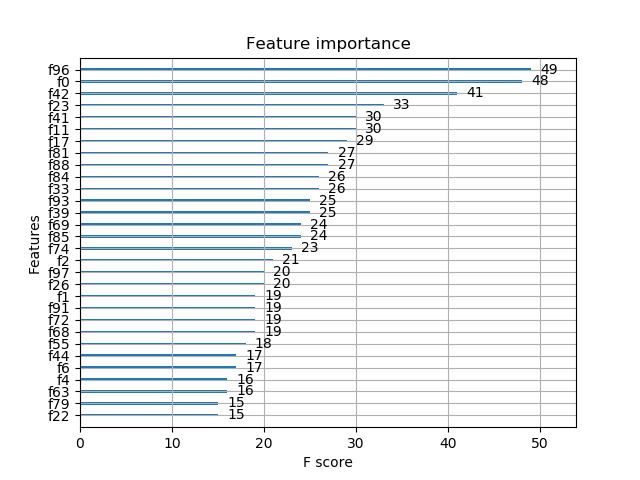 Feature importance
Features
f96 49
f0 48
f42 41
f23 33
f41 30
f11 30
f17 29
f81 27
f88 27
f84 26
f33 26
f93 25
f39 25
f69 24
f85 24
f74 23
f2 21
f97 20
f26 20
f1 19
f91 19
f72 19
f68 19
f55 18
f44 17
f6 17
f4 16
f63 16
f79 15
f22 15
0 10 20 30 40 50
F score